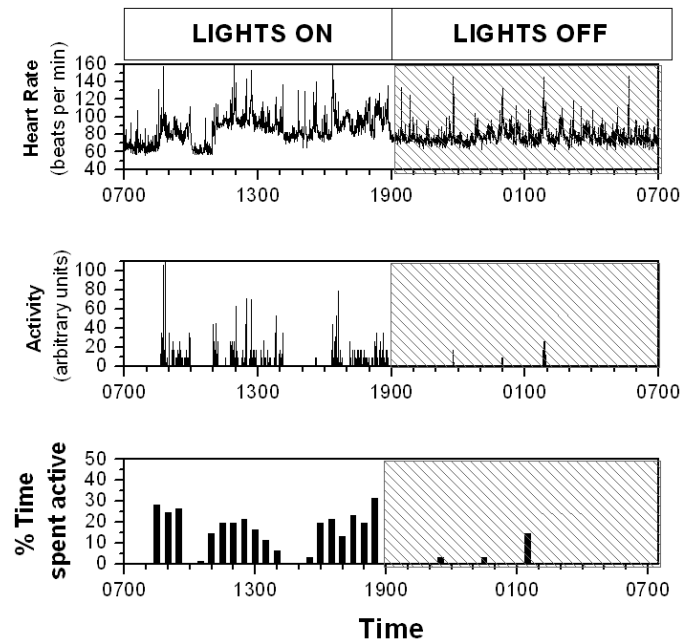 LIGHTS ON LIGHTS OFF
Heart Rate
(beats per min)
160
140
120
100
80
60
40
0700 1300 1900 0100 0700
Activity
(arbitrary units)
100
80
60
40
20
0
0700 1300 1900 0100 0700
% Time
spent active
50
40
30
20
10
0
0700 1300 1900 0100 0700
Time